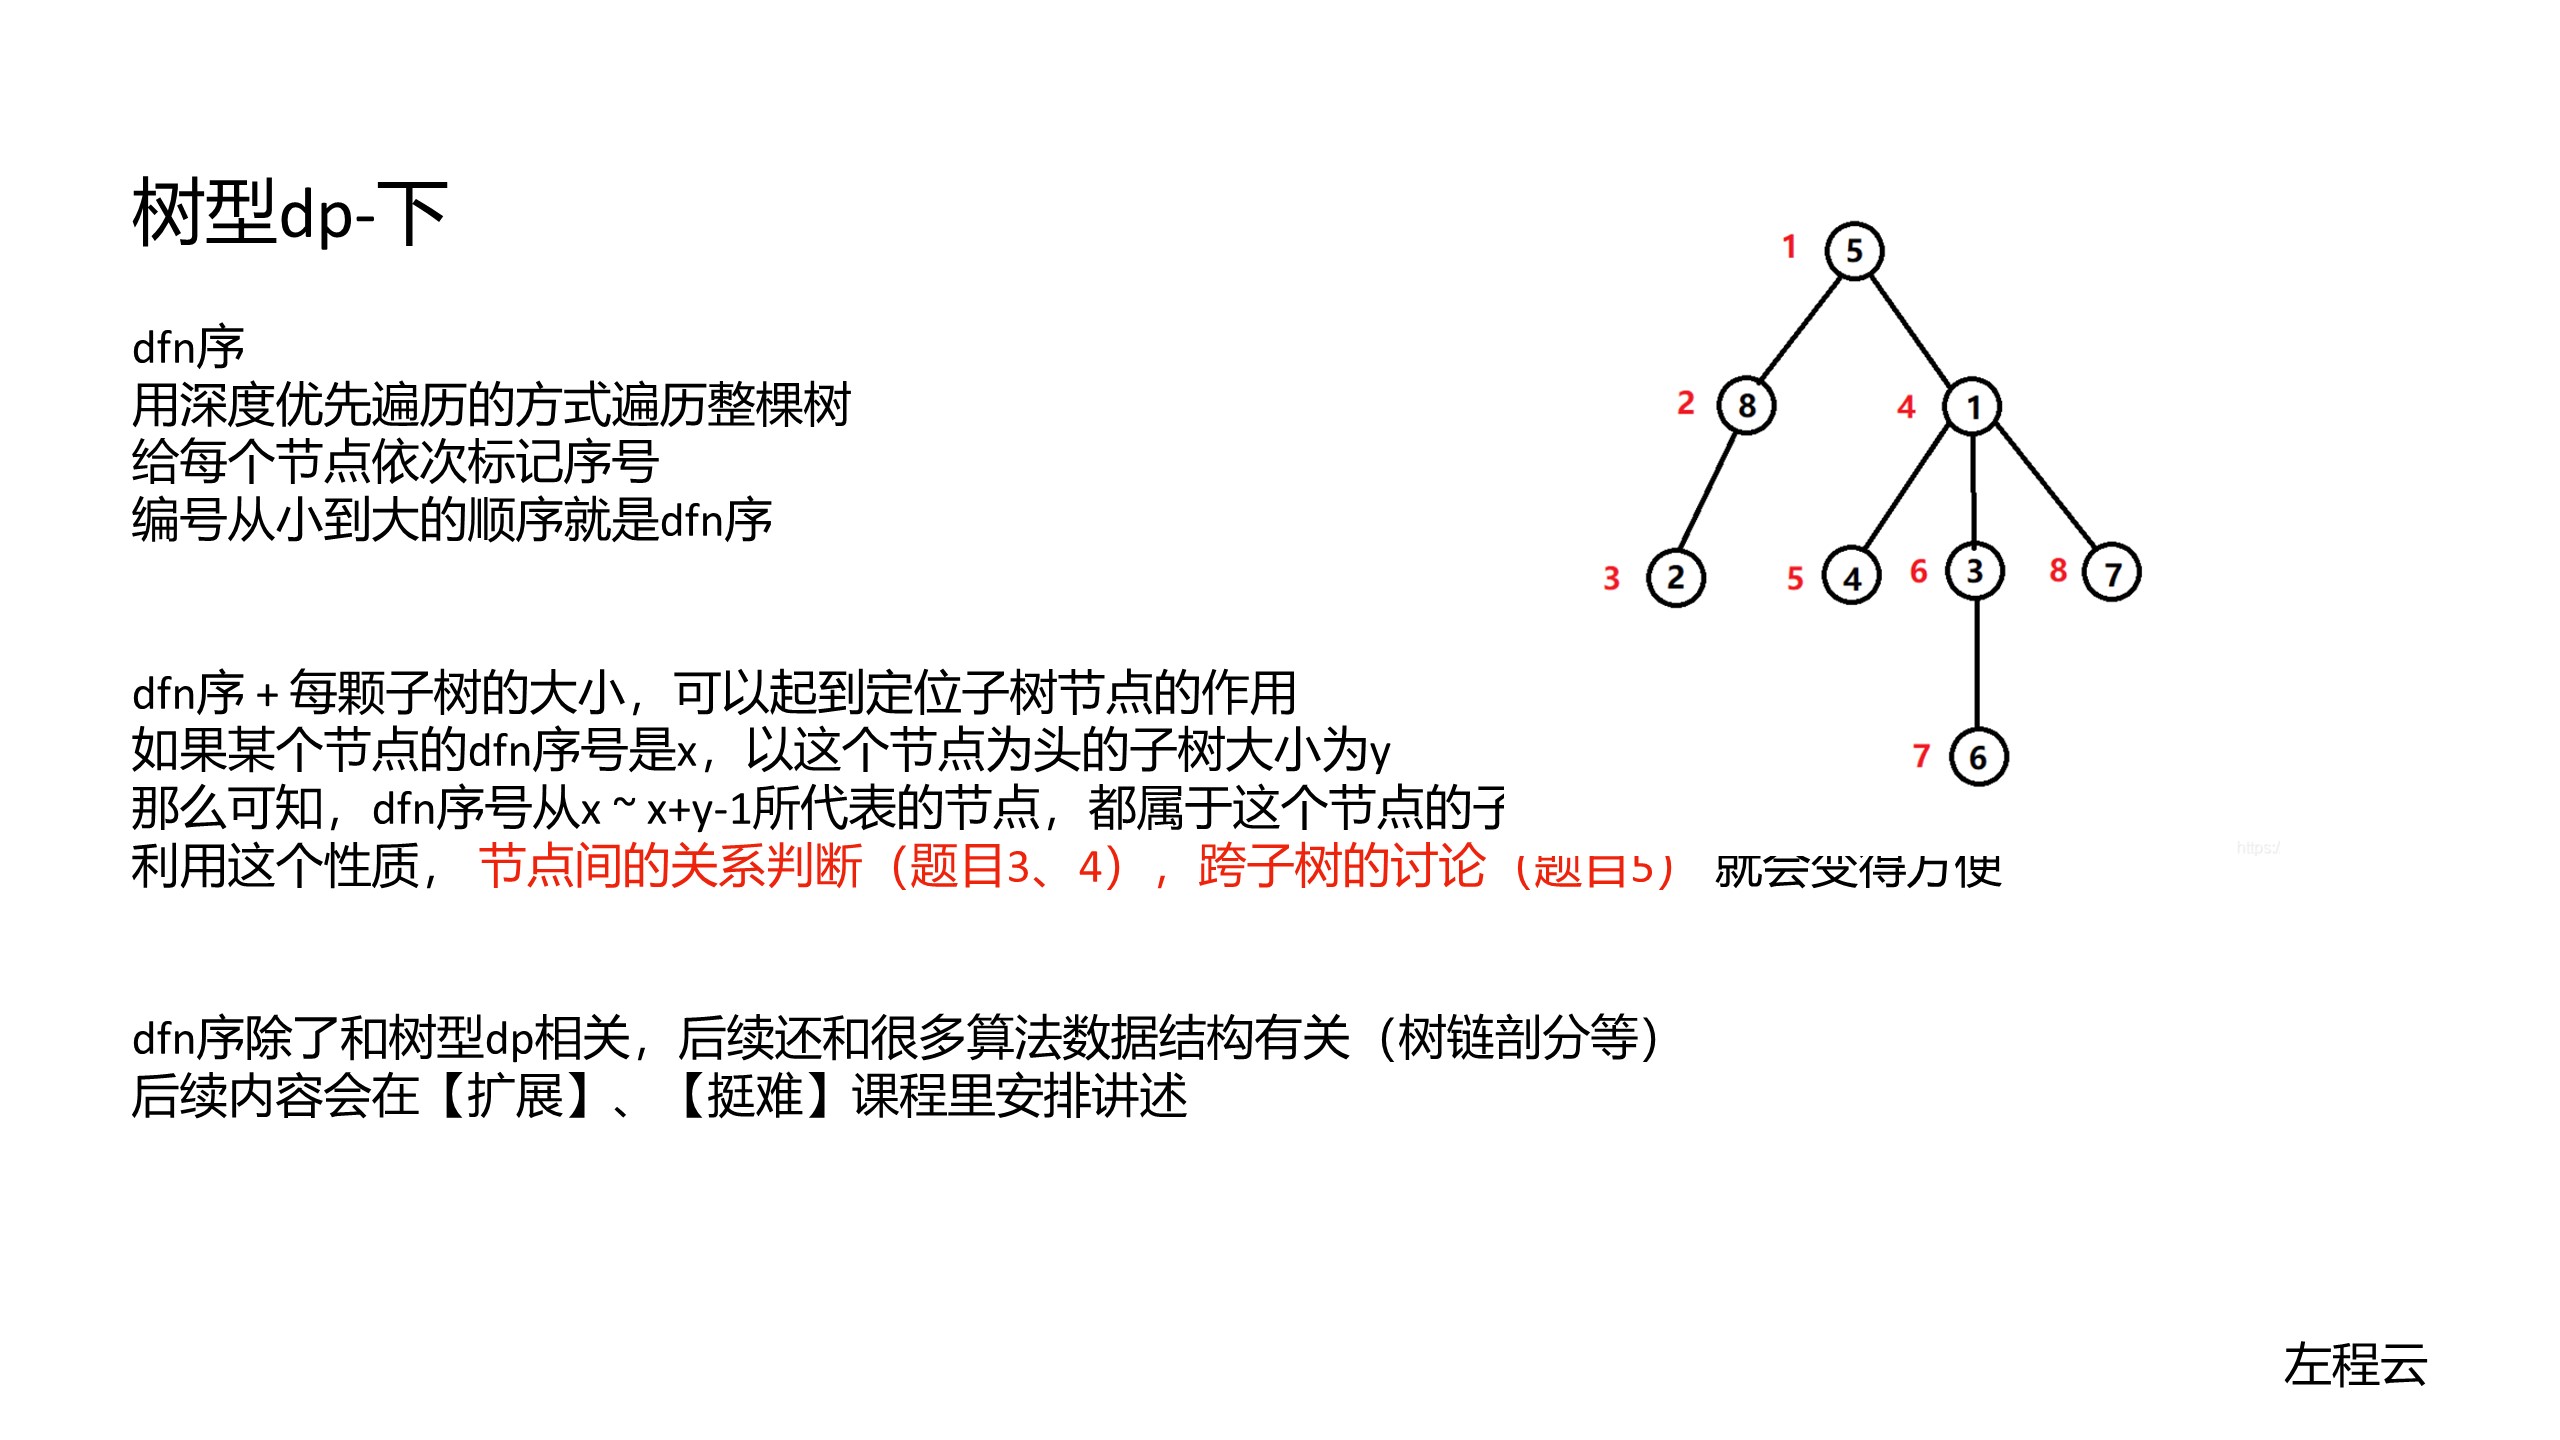 树型dp-下
dfn序
用深度优先遍历的方式遍历整棵树
给每个节点依次标记序号
编号从小到大的顺序就是dfn序
dfn序 + 每颗子树的大小，可以起到定位子树节点的作用
如果某个节点的dfn序号是x，以这个节点为头的子树大小为y
那么可知，dfn序号从x ~ x+y-1所代表的节点，都属于这个节点的子
利用这个性质， 节点间的关系判断（题目3、4），跨子树的讨论（题目5） 就会变得方便
dfn序除了和树型dp相关，后续还和很多算法数据结构有关（树链剖分等）
后续内容会在【扩展】、【挺难】课程里安排讲述
1 5
2 8 4 1
3 2 5 4 6 3 8 7
7 6
https:/
左程云